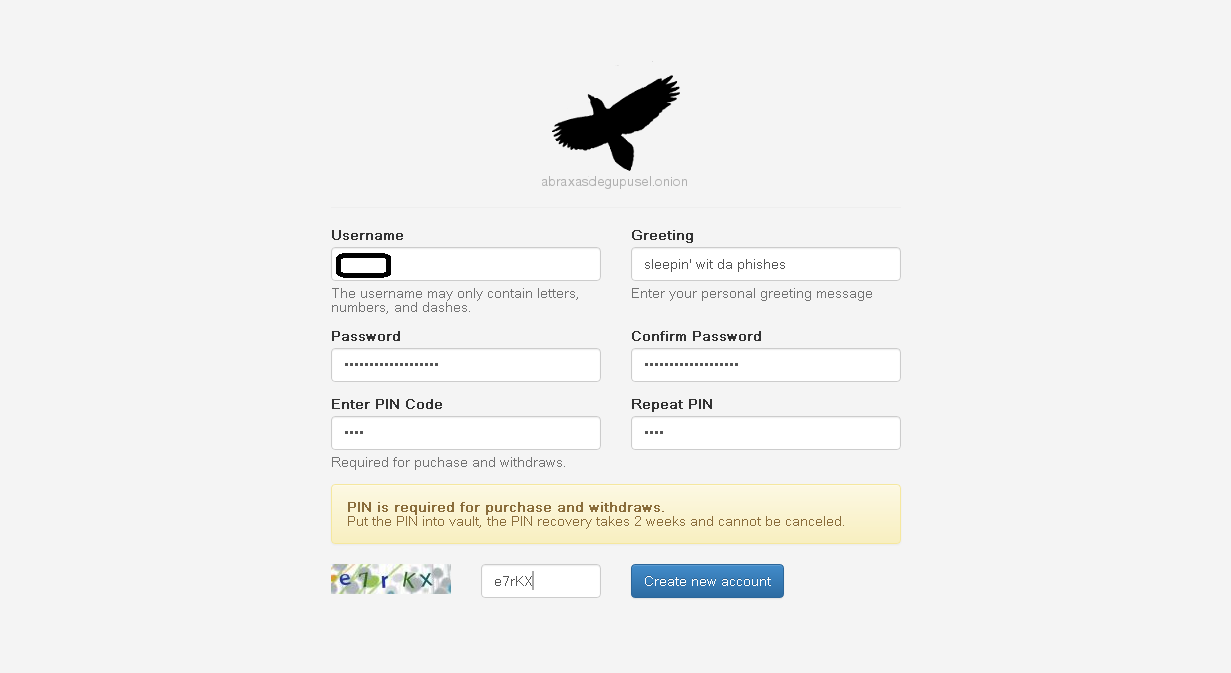 abraxasdegupusel.onion
Username
Greeting
sleepin' wit da phishes
The username may only contain letters,
numbers, and dashes.
Enter your personal greeting message
Password
Confirm Password
•••••••••••••••••••
•••••••••••••••••••
Enter PIN Code
Repeat PIN
••••
••••
Required for puchase and withdraws.
PIN is required for purchase and withdraws.
Put the PIN into vault, the PIN recovery takes 2 weeks and cannot be canceled.
e7rKX
e7rKX
Create new account